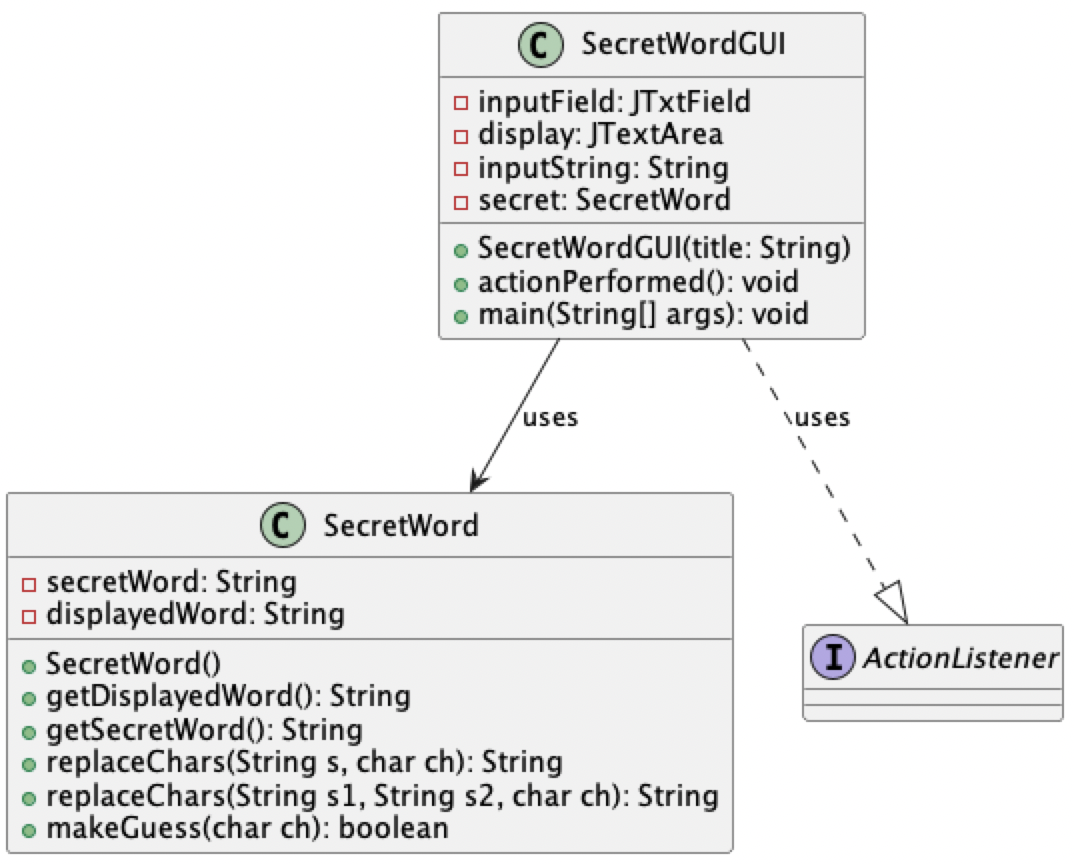 C SecretWordGUI
inputField: JTxtField
display: JTextArea
inputString: String
secret: SecretWord
SecretWordGUI(title: String)
actionPerformed(): void
main(String[] args): void
uses
uses
C SecretWord
secretWord: String
displayedWord: String
SecretWord()
getDisplayedWord(): String
getSecretWord(): String
replaceChars(String s, char ch): String
replaceChars(String s1, String s2, char ch): String
makeGuess(char ch): boolean
I ActionListener